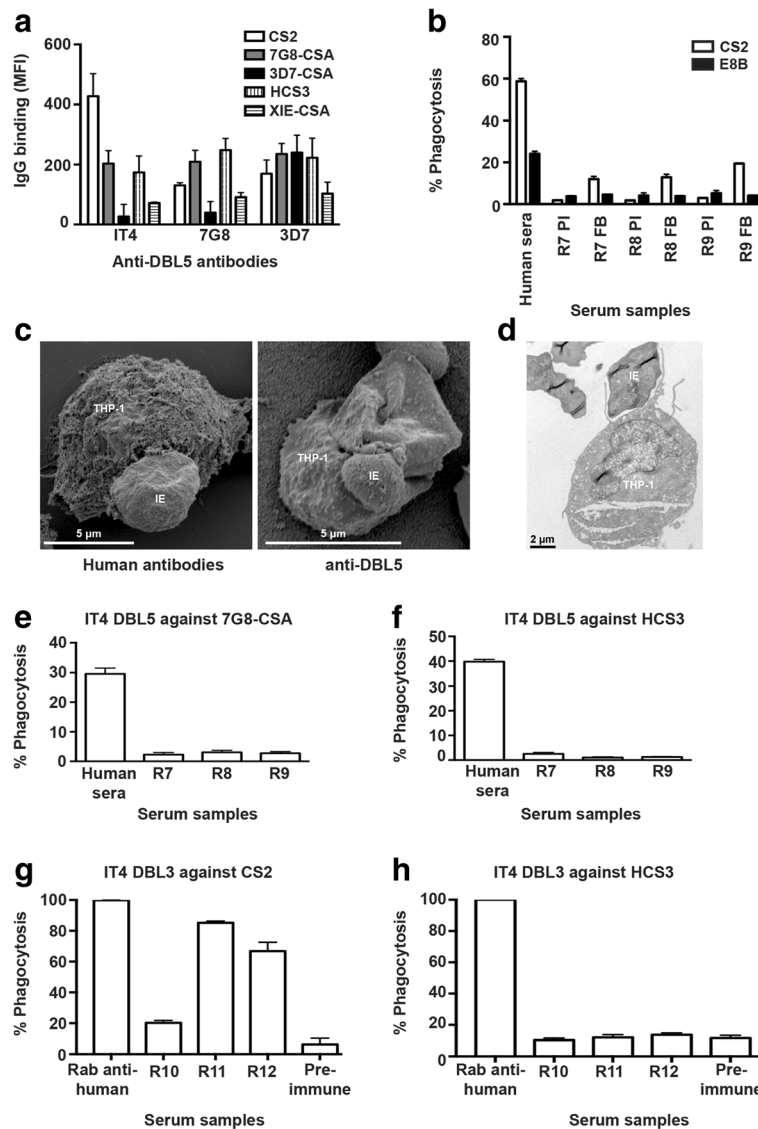 a
CS2
7G8-CSA
3D7-CSA
HCS3
XIE-CSA
IgG binding (MFI)
600
400
200
0
IT4 7G8 3D7
Anti-DBL5 antibodies
b
CS2
E8B
% Phagocytosis
80
60
40
20
0
Human sera
R7 PI
R7 FB
R8 PI
R8 FB
R9 PI
R9 FB
Serum samples
c
THP-1
IE
5 µm
Human antibodies
THP-1
IE
5 µm
anti-DBL5
d
IE
THP-1
2 µm
e
IT4 DBL5 against 7G8-CSA
% Phagocytosis
40
30
20
10
0
Human R7 R8 R9
sera
Serum samples
f
IT4 DBL5 against HCS3
% Phagocytosis
50
40
30
20
10
0
Human R7 R8 R9
sera
Serum samples
g
IT4 DBL3 against CS2
% Phagocytosis
100
80
60
40
20
0
Rab anti- R10 R11 R12 Pre-
human immune
Serum samples
h
IT4 DBL3 against HCS3
% Phagocytosis
100
80
60
40
20
0
Rab anti- R10 R11 R12 Pre-
human immune
Serum samples